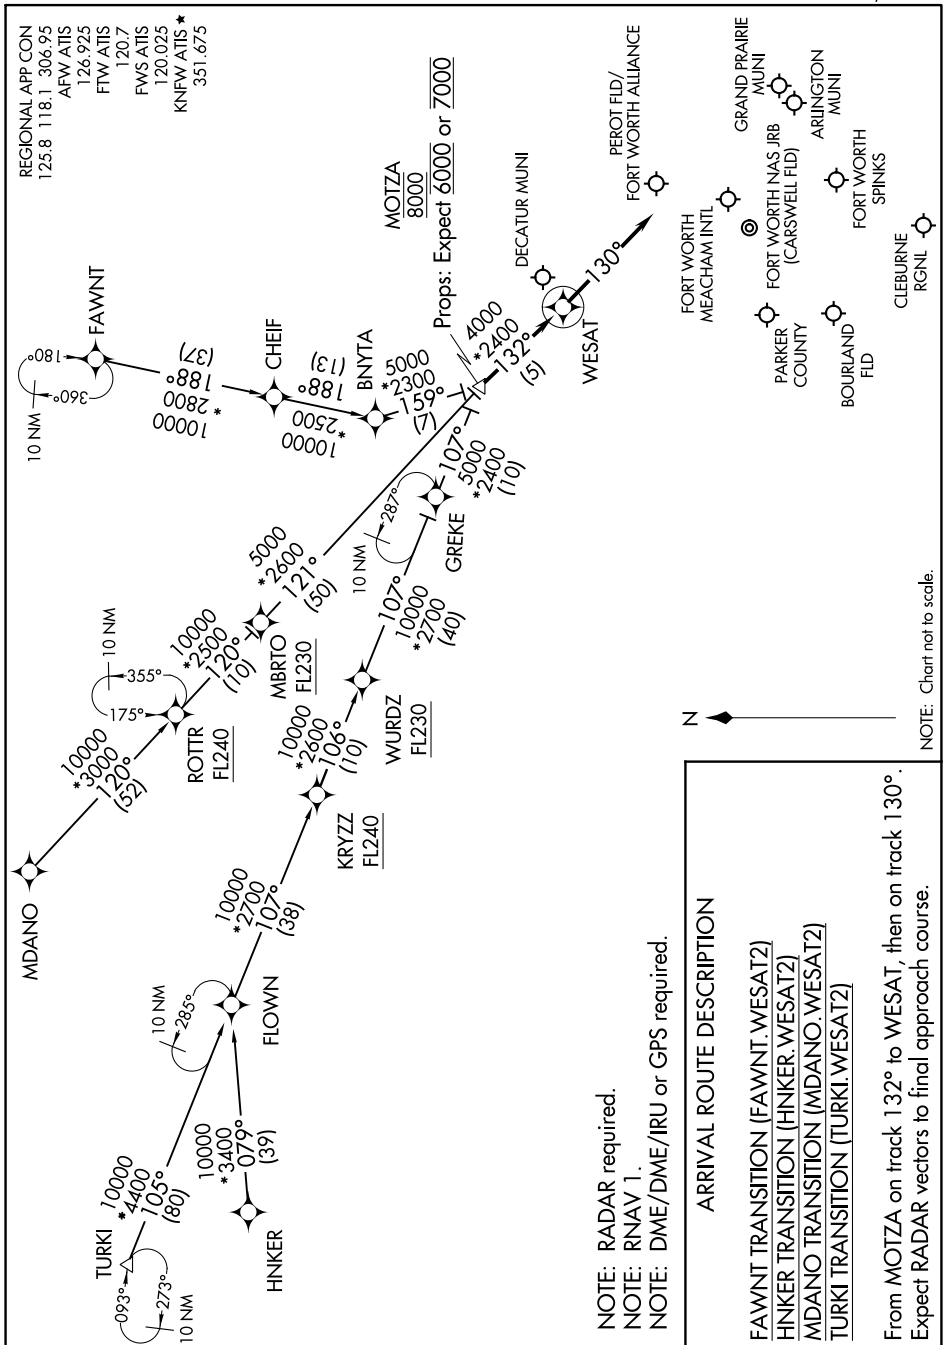 REGIONAL APP CON
125.8 118.1 306.95
AFW ATIS
126.925
FTW ATIS
120.7
FWS ATIS
120.025
KNFW ATIS ★
351.675
FAWNT
10 NM
180°
360°
(37)
188°
*2800
10000
CHEIF
(13)
188°
*2500
10000
BNYTA
5000
*2300
159°
(7)
MOTZA
8000
Props: Expect 6000 or 7000
4000
*2400
132°
(5)
WESAT
130°
DECATUR MUNI
PEROT FLD/
FORT WORTH ALLIANCE
FORT WORTH
MEACHAM INTL
GRAND PRAIRIE
MUNI
ARLINGTON
MUNI
FORT WORTH NAS JRB
(CARSWELL FLD)
FORT WORTH
SPINKS
PARKER
COUNTY
BOURLAND
FLD
CLEBURNE
RGNL
MDANO
10000
*3000
120°
(52)
10 NM
355°
175°
ROTTR
FL240
10000
*2500
120°
(10)
MBRTO
FL230
5000
*2600
121°
(50)
TURKI
093°
273°
10 NM
10000
*4400
105°
(80)
HNKER
10000
*3400
079°
(39)
10 NM
285°
FLOWN
10000
*2700
107°
(38)
KRYZZ
FL240
10000
*2600
106°
(10)
WURDZ
FL230
10000
*2700
107°
(40)
10 NM
287°
GREKE
107°
5000
*2400
(10)
N
NOTE: Chart not to scale.
NOTE: RADAR required.
NOTE: RNAV 1.
NOTE: DME/DME/IRU or GPS required.
ARRIVAL ROUTE DESCRIPTION
FAWNT TRANSITION (FAWNT.WESAT2)
HNKER TRANSITION (HNKER.WESAT2)
MDANO TRANSITION (MDANO.WESAT2)
TURKI TRANSITION (TURKI.WESAT2)
From MOTZA on track 132° to WESAT, then on track 130°.
Expect RADAR vectors to final approach course.